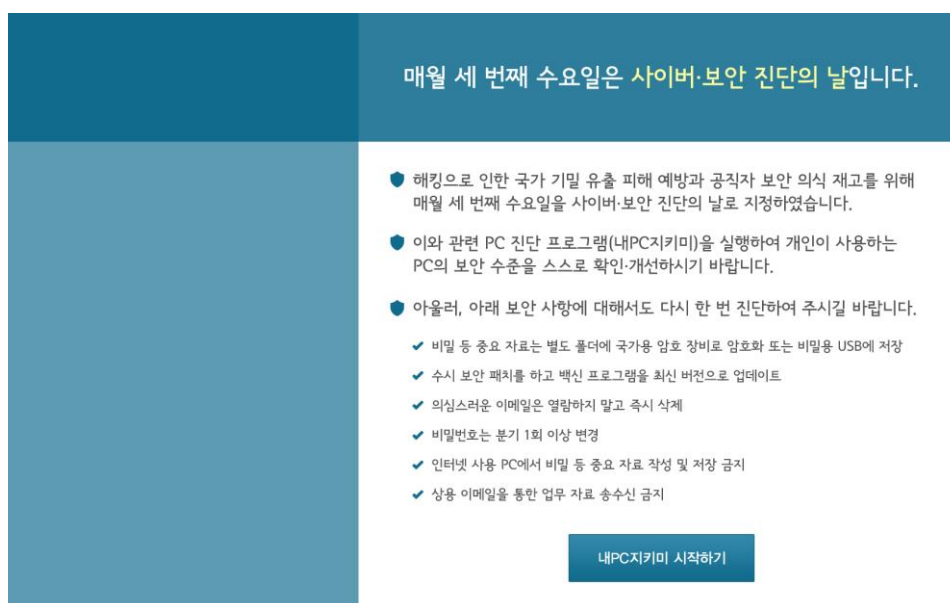 매월 세 번째 수요일은 사이버·보안 진단의 날입니다.
해킹으로 인한 국가 기밀 유출 피해 예방과 공직자 보안 의식 재고를 위해
매월 세 번째 수요일을 사이버·보안 진단의 날로 지정하였습니다.
이와 관련 PC 진단 프로그램(내PC지키미)을 실행하여 개인이 사용하는
PC의 보안 수준을 스스로 확인·개선하시기 바랍니다.
아울러, 아래 보안 사항에 대해서도 다시 한 번 진단하여 주시길 바랍니다.
비밀 등 중요 자료는 별도 폴더에 국가용 암호 장비로 암호화 또는 비밀용 USB에 저장
수시 보안 패치를 하고 백신 프로그램을 최신 버전으로 업데이트
의심스러운 이메일은 열람하지 말고 즉시 삭제
비밀번호는 분기 1회 이상 변경
인터넷 사용 PC에서 비밀 등 중요 자료 작성 및 저장 금지
상용 이메일을 통한 업무 자료 송수신 금지
내PC지키미 시작하기